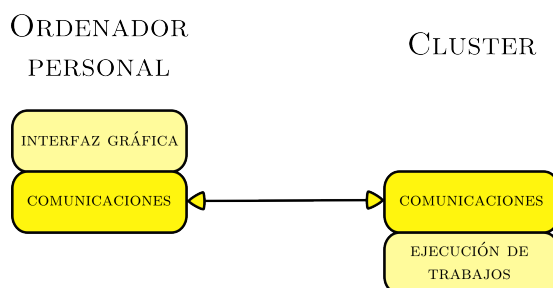 Ordenador
personal
Cluster
interfaz gráfica
comunicaciones
comunicaciones
ejecución de
trabajos